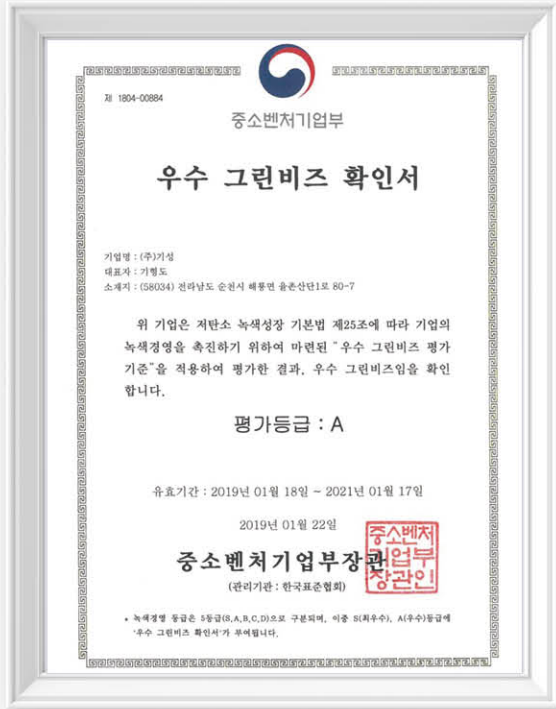 제 1804-00884
중소벤처기업부
우수 그린비즈 확인서
기업명 : (주)기성
대표자 : 기형도
소재지 : (58034) 전라남도 순천시 해룡면 율촌산단1로 80-7
위 기업은 저탄소 녹색성장 기본법 제25조에 따라 기업의
녹색경영을 촉진하기 위하여 마련된 "우수 그린비즈 평가
기준"을 적용하여 평가한 결과, 우수 그린비즈임을 확인
합니다.
평가등급 : A
유효기간 : 2019년 01월 18일 ~ 2021년 01월 17일
2019년 01월 22일
중소벤처기업부장관
(관리기관 : 한국표준협회)
중소벤처
기업부
장관인
* 녹색경영 등급은 5등급(S,A,B,C,D)으로 구분되며, 이중 S(최우수), A(우수)등급에
'우수 그린비즈 확인서'가 부여됩니다.